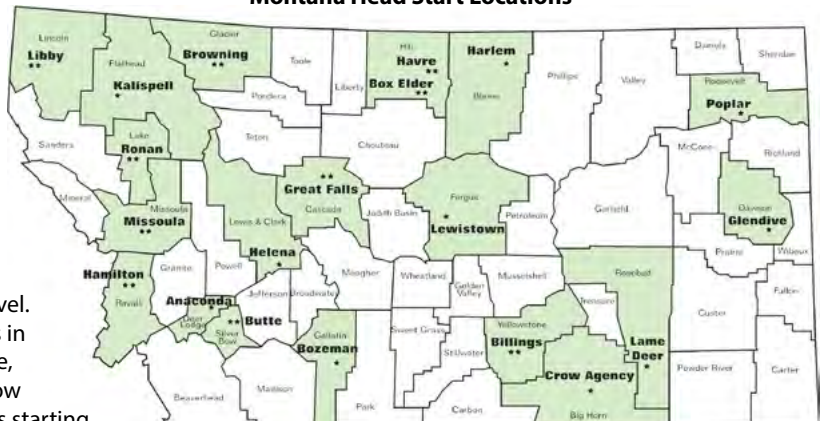 Montana Head Start Locations
Lincoln
Libby
Flathead
Kalispell
Glacier
Browning
Toole
Liberty
Hill
Havre
Box Elder
Harlem
Blaine
Phillips
Valley
Daniels
Sheridan
Roosevelt
Poplar
Pondera
Teton
Chouteau
Sanders
Lake
Ronan
Mineral
Missoula
Missoula
Lewis & Clark
Helena
Great Falls
Cascade
Judith Basin
Fergus
Lewistown
Petroleum
Garfield
McCone
Richland
Dawson
Glendive
Prairie
Wibaux
Hamilton
Ravalli
Granite
Powell
Anaconda
Deer
Lodge
Silver
Bow
Butte
Jefferson
Broadwater
Meagher
Wheatland
Golden
Valley
Musselshell
Treasure
Rosebud
Custer
Fallon
Gallatin
Bozeman
Sweet Grass
Stillwater
Yellowstone
Billings
Crow Agency
Big Horn
Lame
Deer
Powder River
Carter
Beaverhead
Madison
Park
Carbon
vel.
s in
e,
ow
s starting